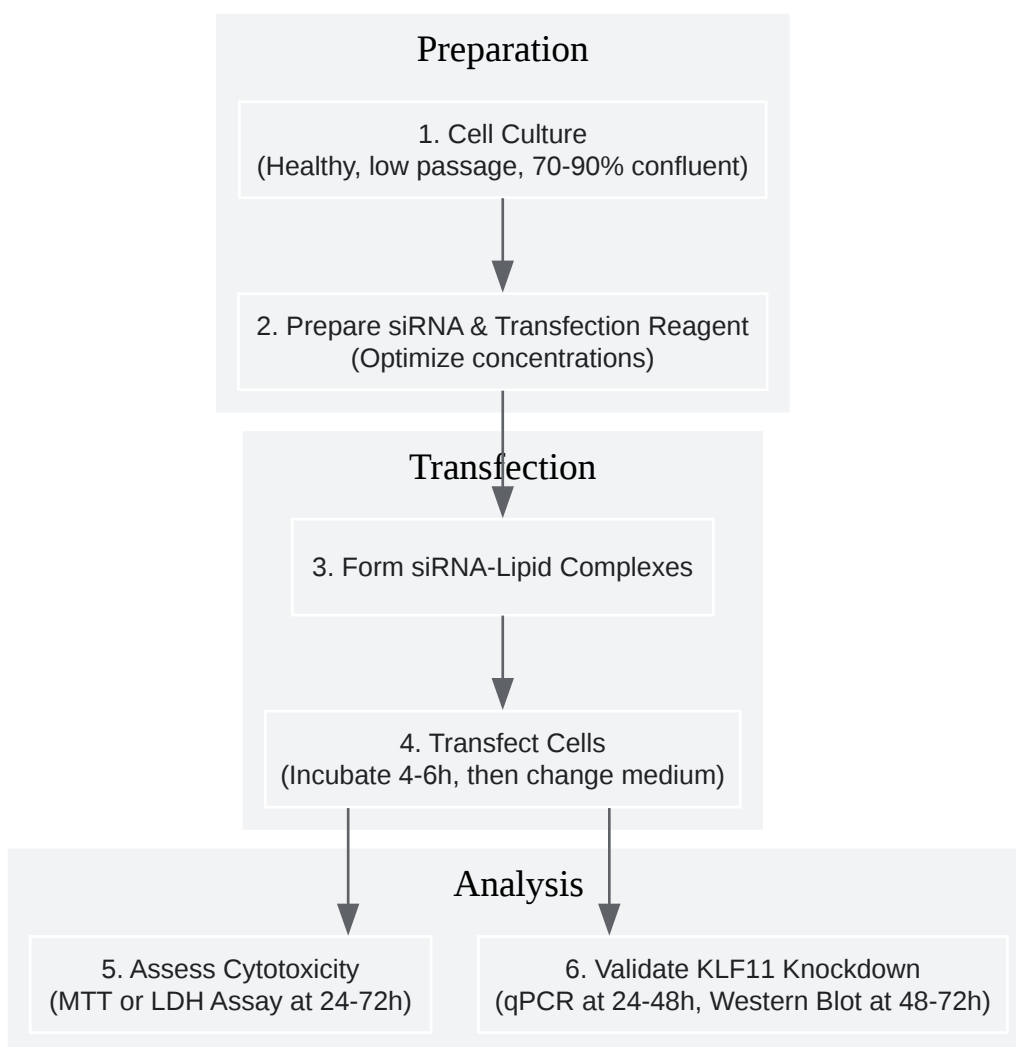 Preparation
1. Cell Culture
(Healthy, low passage, 70-90% confluent)
2. Prepare siRNA & Transfection Reagent
(Optimize concentrations)
Transfection
3. Form siRNA-Lipid Complexes
4. Transfect Cells
(Incubate 4-6h, then change medium)
Analysis
5. Assess Cytotoxicity
(MTT or LDH Assay at 24-72h)
6. Validate KLF11 Knockdown
(qPCR at 24-48h, Western Blot at 48-72h)